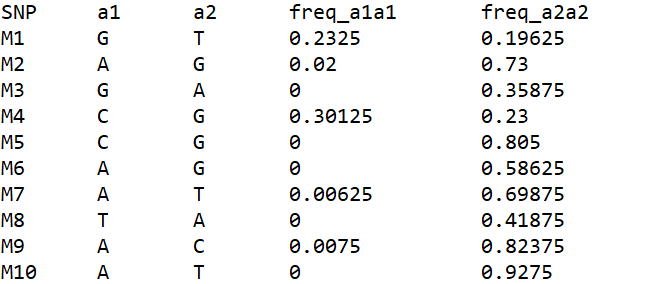 SNP a1 a2 freq_a1a1 freq_a2a2
M1 G T 0.2325 0.19625
M2 A G 0.02 0.73
M3 G A 0 0.35875
M4 C G 0.30125 0.23
M5 C G 0 0.805
M6 A G 0 0.58625
M7 A T 0.00625 0.69875
M8 T A 0 0.41875
M9 A C 0.0075 0.82375
M10 A T 0 0.9275